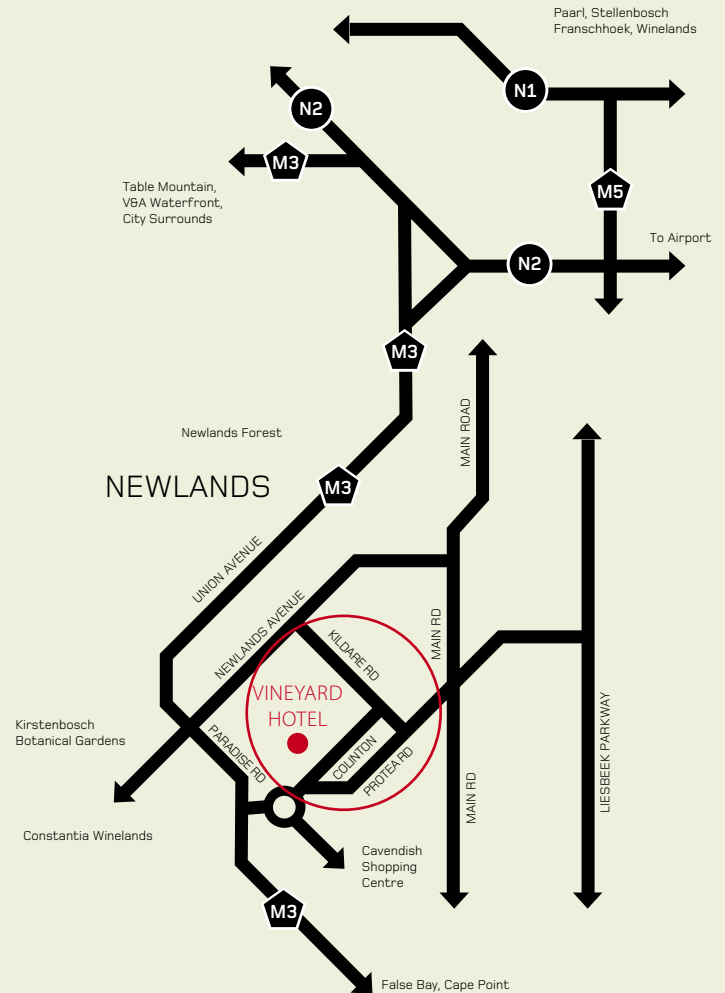 Paarl, Stellenbosch
Franschhoek, Winelands
N1
N2
M3
M5
Table Mountain,
V&A Waterfront,
City Surrounds
To Airport
N2
M3
MAIN ROAD
Newlands Forest
NEWLANDS
M3
UNION AVENUE
NEWLANDS AVENUE
KILDARE RD
MAIN RD
VINEYARD
HOTEL
Kirstenbosch
Botanical Gardens
PARADISE RD
COLINTON
PROTEA RD
MAIN RD
LIESBEEK PARKWAY
Constantia Winelands
Cavendish
Shopping
Centre
M3
False Bay, Cape Point